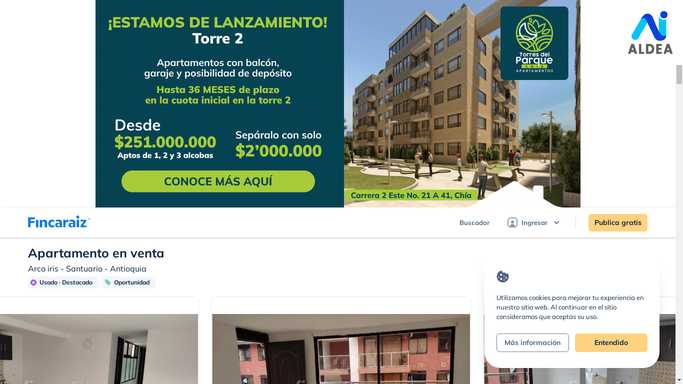 ¡ESTAMOS DE LANZAMIENTO!
Torre 2
Apartamentos con balcón,
garaje y posibilidad de depósito
Hasta 36 MESES de plazo
en la cuota inicial en la torre 2
Desde
$251.000.000
Aptos de 1, 2 y 3 alcobas
Sepáralo con solo
$2'000.000
CONOCE MÁS AQUÍ
Torres del
Parque
CHÍA
APARTAMENTOS
Carrera 2 Este No. 21 A 41, Chía
ALDEA
Fincaraiz
Buscador
Ingresar
Publica gratis
Apartamento en venta
Arco iris - Santuario - Antioquia
Usado · Destacado
Oportunidad
Utilizamos cookies para mejorar tu experiencia en
nuestro sitio web. Al continuar en el sitio
consideramos que aceptas su uso.
Más información
Entendido